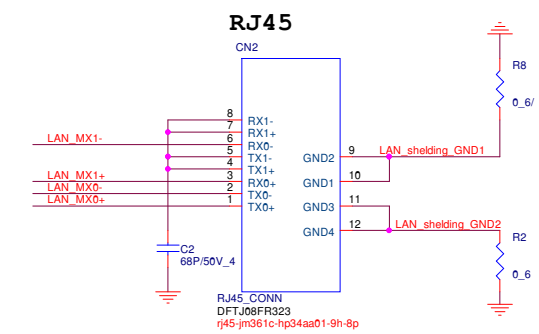 RJ45
CN2
R8
0_6/
8 RX1-
7 RX1+
LAN_MX1- 6 RX0-
5 TX1-
4 TX1+
LAN_MX1+ 3 RX0+
LAN_MX0- 2 TX0-
LAN_MX0+ 1 TX0+
GND2 9 LAN_shelding_GND1
GND1 10
GND3 11
GND4 12 LAN_shelding_GND2
R2
0_6
C2
68P/50V_4
RJ45_CONN
DFTJ08FR323
rj45-jm361c-hp34aa01-9h-8p